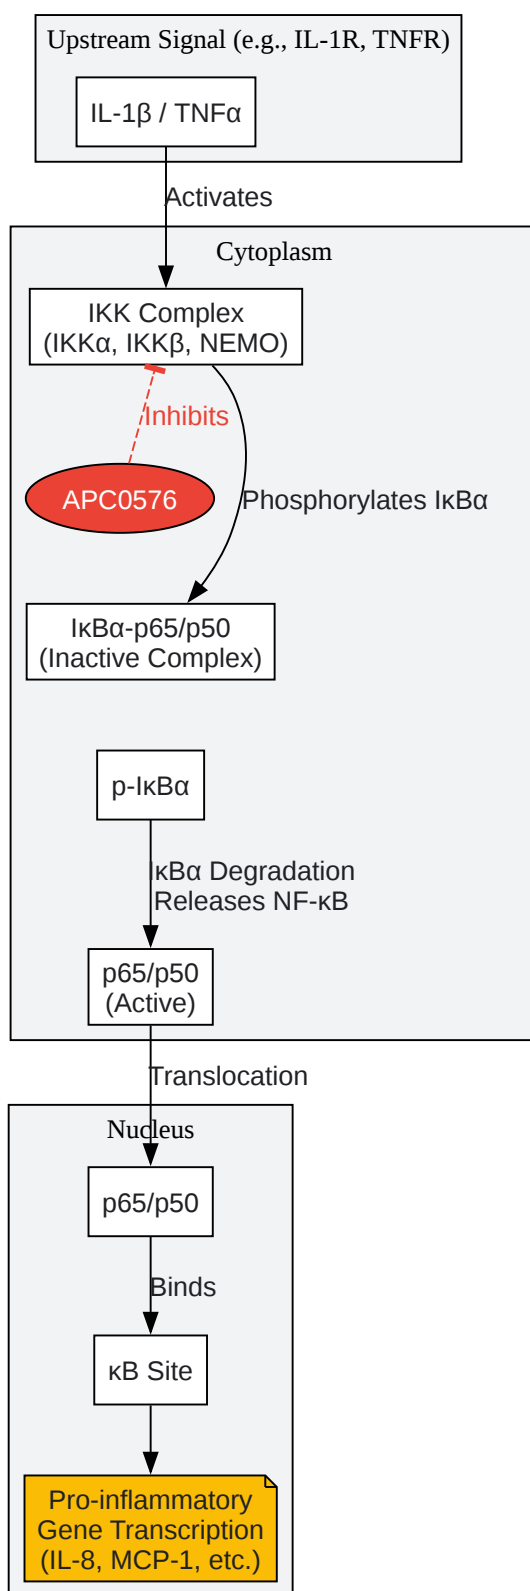 Upstream Signal (e.g., IL-1R, TNFR)
IL-1β / TNFα
Activates
Cytoplasm
IKK Complex
(IKKα, IKKβ, NEMO)
Inhibits
APC0576
Phosphorylates IκBα
IκBα-p65/p50
(Inactive Complex)
p-IκBα
IκBα Degradation
Releases NF-κB
p65/p50
(Active)
Translocation
Nucleus
p65/p50
Binds
κB Site
Pro-inflammatory
Gene Transcription
(IL-8, MCP-1, etc.)